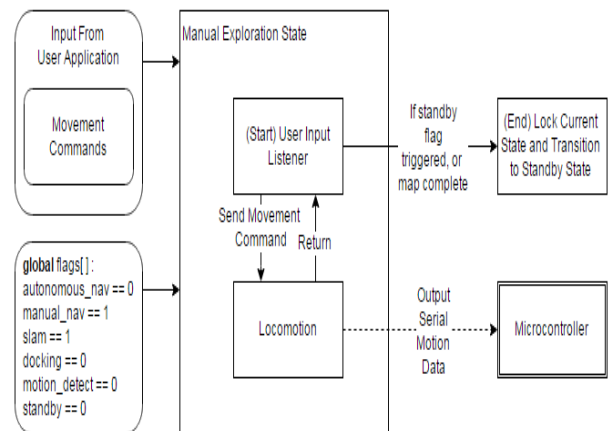 Input From
User Application
Movement
Commands
global flags[ ] :
autonomous_nav == 0
manual_nav == 1
slam == 1
docking == 0
motion_detect == 0
standby == 0
Manual Exploration State
(Start) User Input
Listener
Send Movement
Command
Return
Locomotion
If standby
flag
triggered, or
map complete
(End) Lock Current
State and Transition
to Standby State
Output
Serial
Motion
Data
Microcontroller